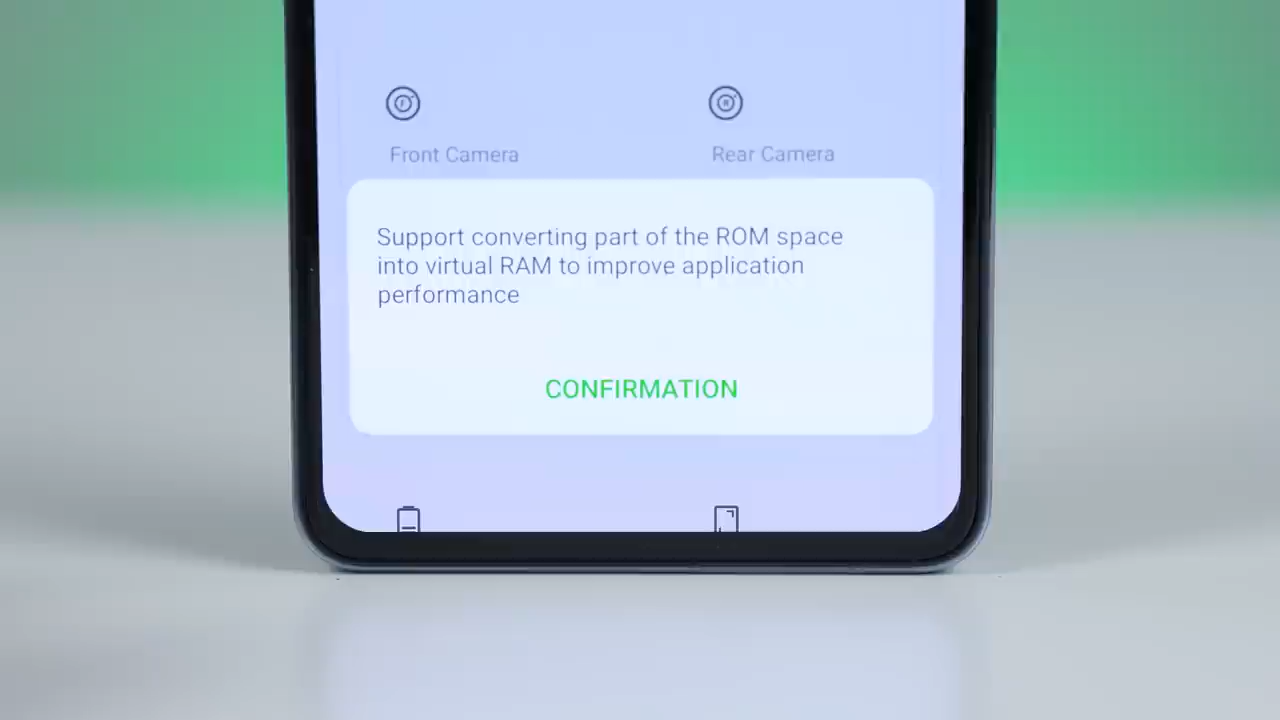 Front Camera
Rear Camera
Support converting part of the ROM space
into virtual RAM to improve application
performance
CONFIRMATION